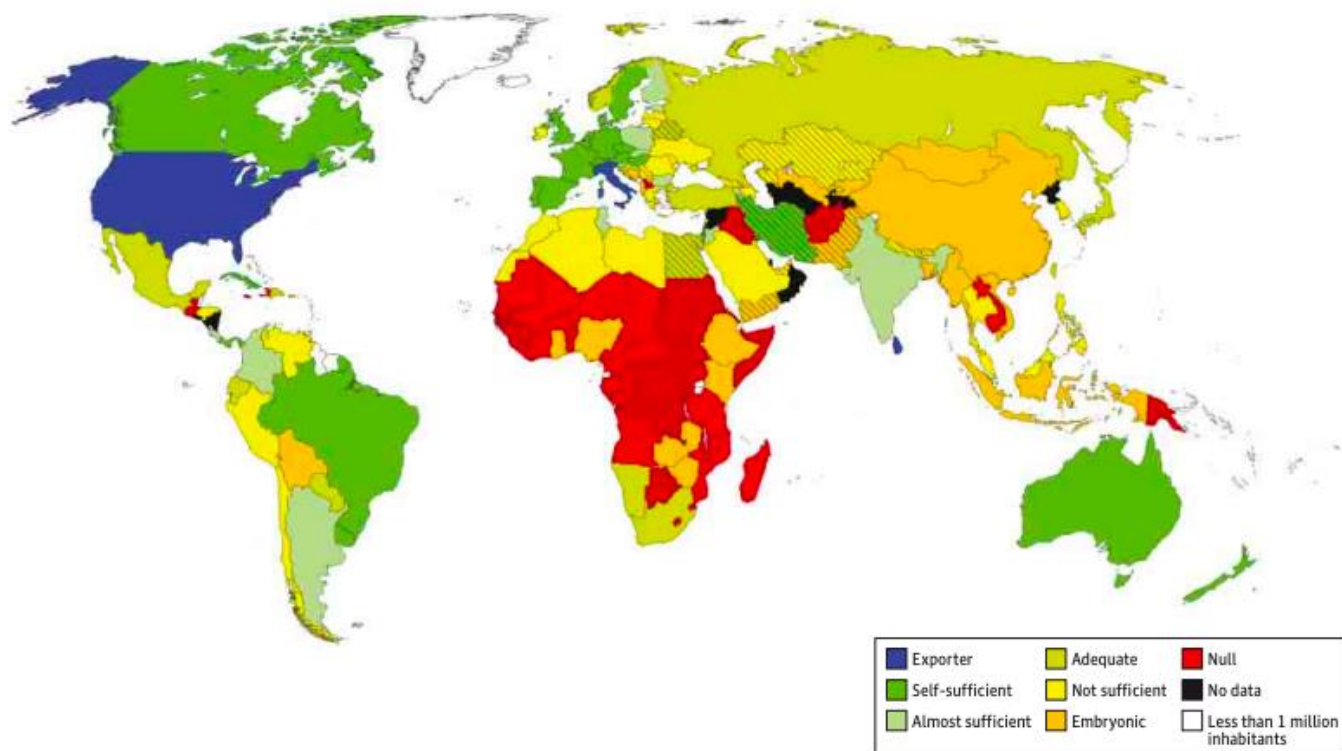 Exporter
Self-sufficient
Almost sufficient
Adequate
Not sufficient
Embryonic
Null
No data
Less than 1 million
inhabitants